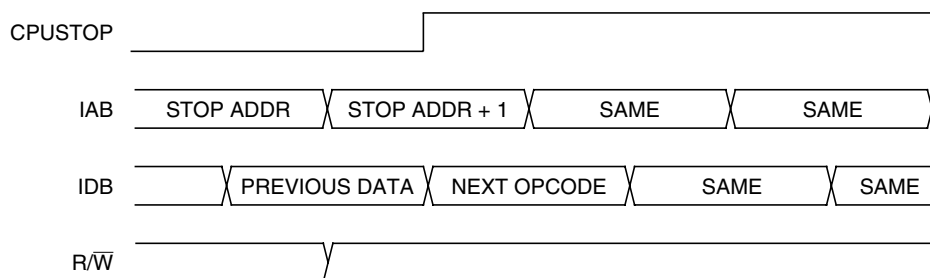 CPUSTOP
IAB STOP ADDR STOP ADDR + 1 SAME SAME
IDB PREVIOUS DATA NEXT OPCODE SAME SAME
R/W̅